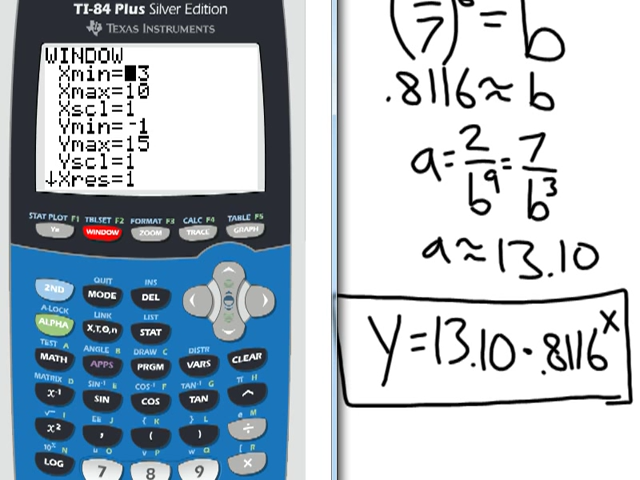 TI-84 Plus Silver Edition
TEXAS INSTRUMENTS
WINDOW
Xmin=3
Xmax=10
Xscl=1
Ymin=-1
Ymax=15
Yscl=1
↓Xres=1
STAT PLOT F1 TBLSET F2 FORMAT F3 CALC F4 TABLE F5
Y= WINDOW ZOOM TRACE GRAPH
QUIT INS
2ND MODE DEL
A-LOCK LINK LIST
ALPHA X,T,Θ,n STAT
TEST A ANGLE B DRAW C DISTR
MATH APPS PRGM VARS CLEAR
MATRIX D SIN-1 E COS-1 F TAN-1 G π H
x-1 SIN COS TAN ^
√ I EE J { K } L e M
x2 , ( ) ÷
10x N u O v P w Q [ R
LOG 7 8 9 ×
7 = b
.8116 ≈ b
a = 2/b^9 = 7/b^3
a ≈ 13.10
y = 13.10 · .8116^x